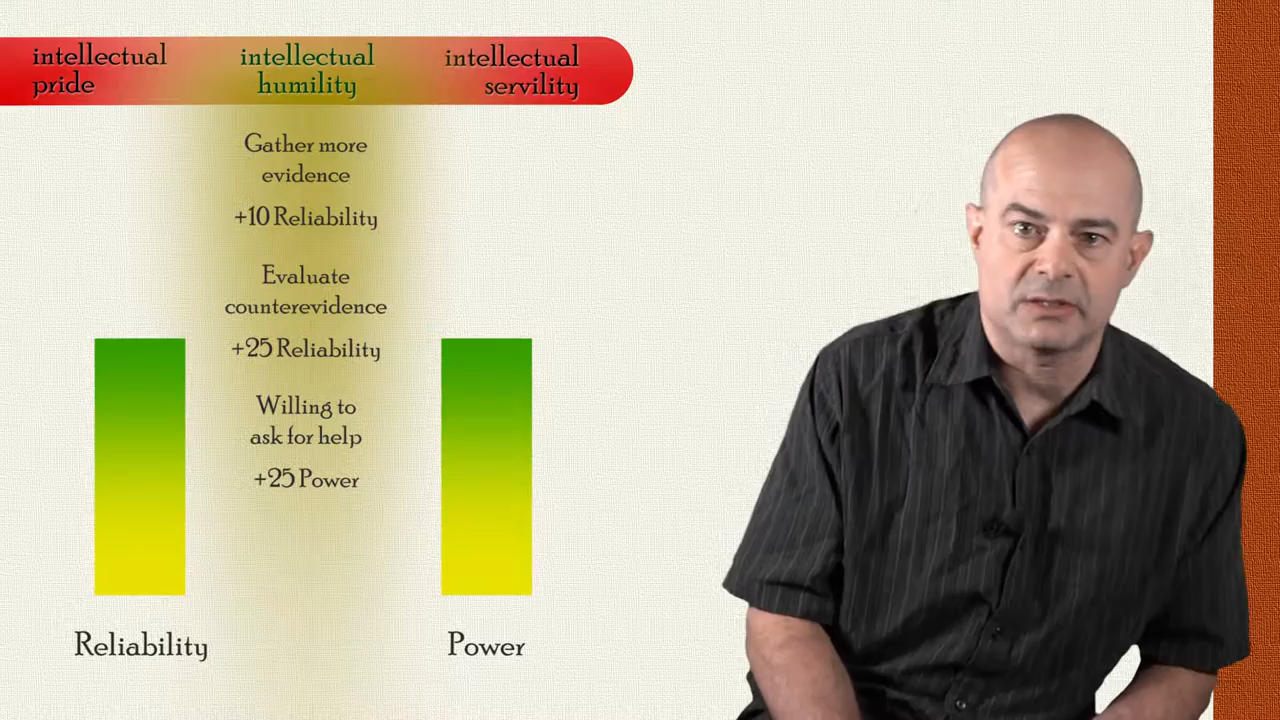 intellectual
pride
intellectual
humility
intellectual
servility
Gather more
evidence
+10 Reliability
Evaluate
counterevidence
+25 Reliability
Willing to
ask for help
+25 Power
Reliability
Power